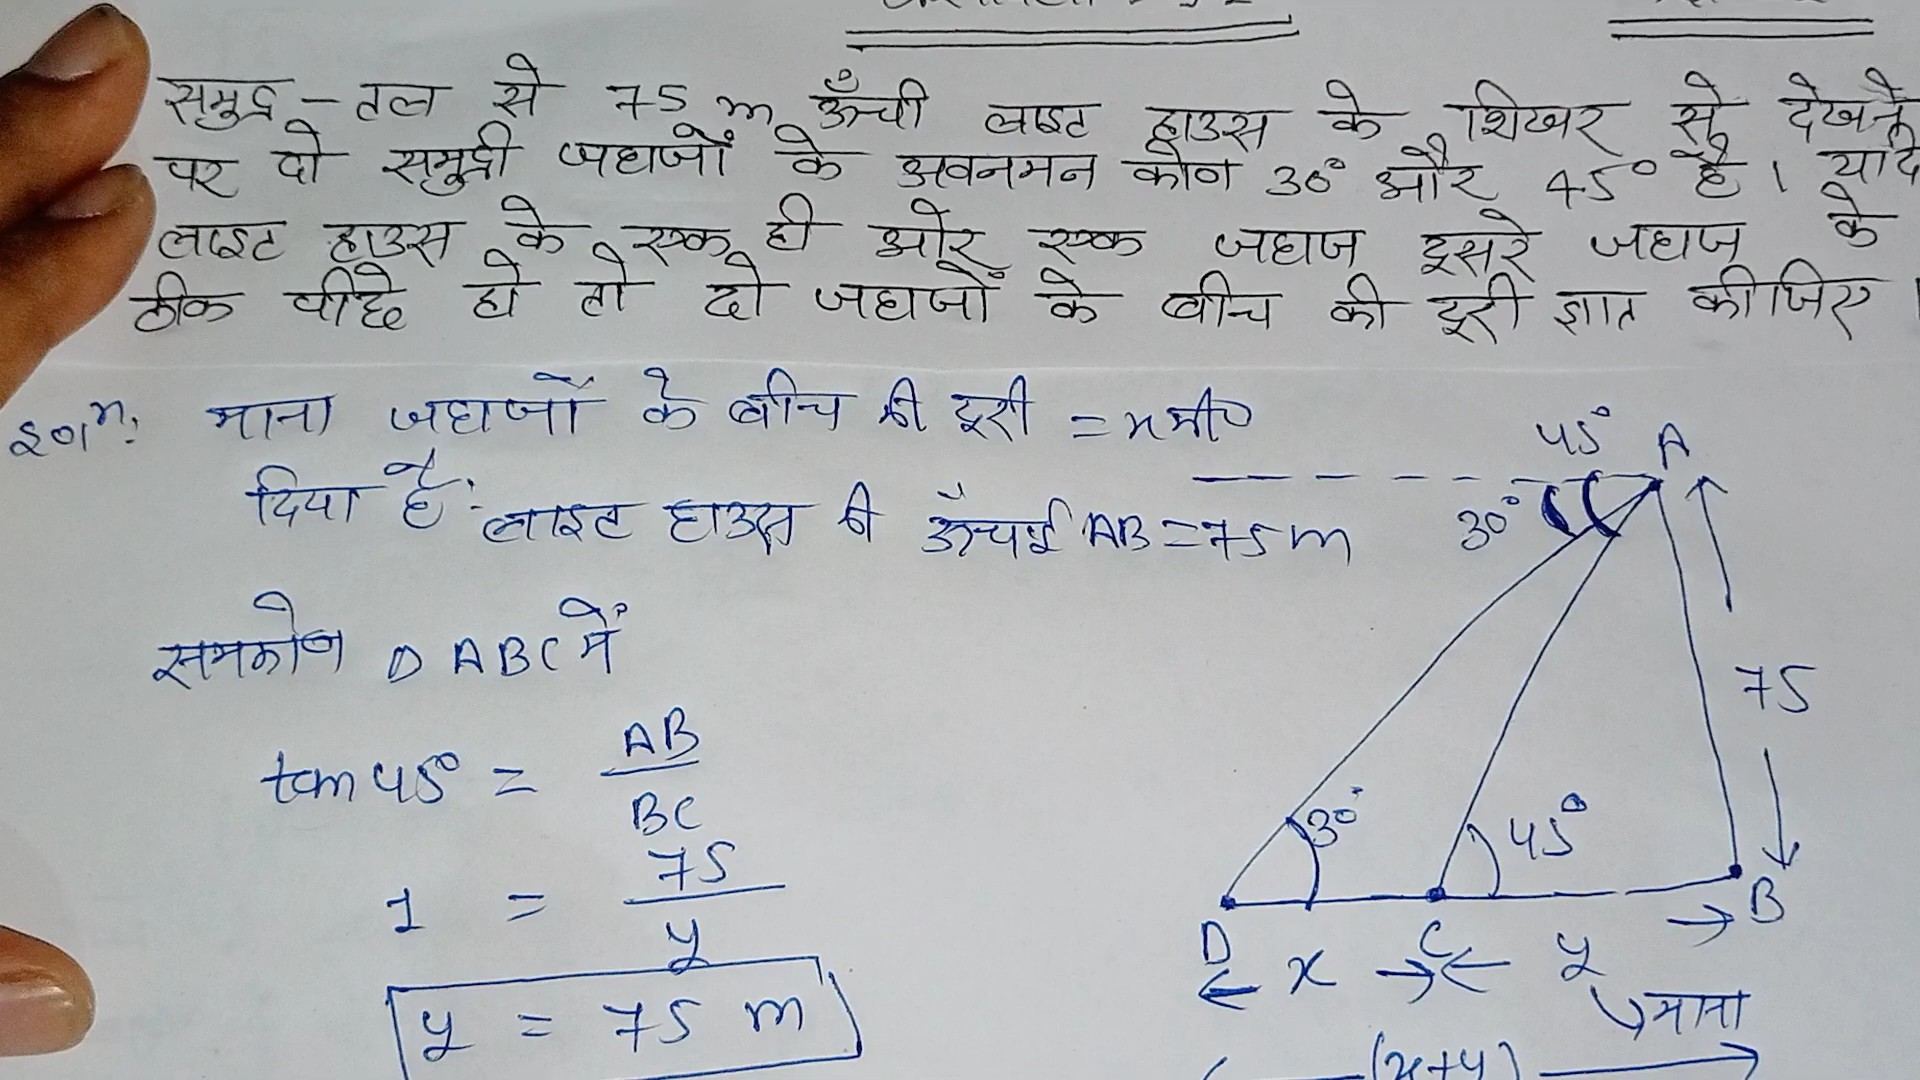 समुद्र - तल से 75 m ऊँची लाइट हाउस के शिखर से देखने
पर दो समुद्री जहाजों के अवनमन कोण 30° और 45° है। यदि
लाइट हाउस के एक ही ओर एक जहाज दूसरे जहाज के
ठीक पीछे हो तो दो जहाजों के बीच की दूरी ज्ञात कीजिए।
माना जहाजों के बीच की दूरी = x मी०
दिया है: लाइट हाउस की ऊँचाई AB = 75 m
समकोण Δ ABC में
tan 45° = AB / BC
1 = 75 / y
y = 75 m
45° A
30°
75
30° 45°
B
D C
x y
माना
(x+y)